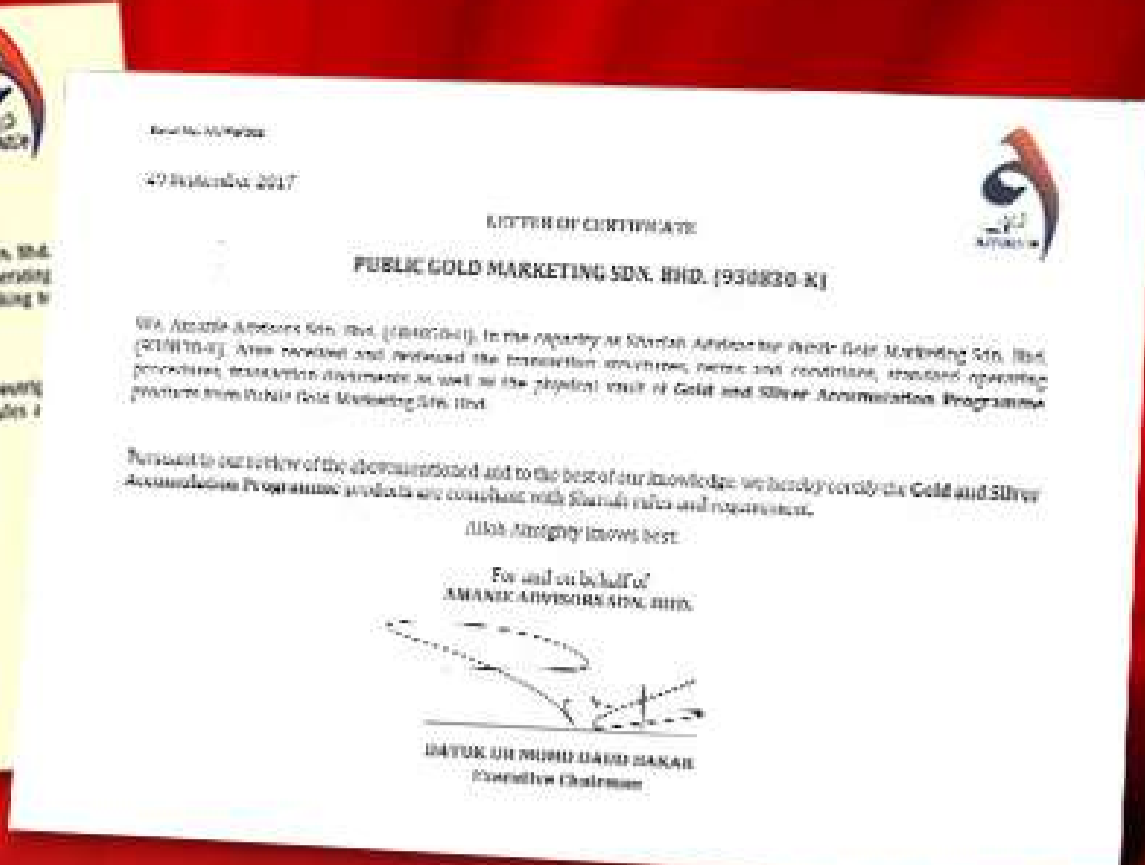 September 2017
LETTER OF CERTIFICATE
PUBLIC GOLD MARKETING SDN. BHD. [930830-K]
We, Amanie Advisors Sdn. Bhd. in the capacity as Shariah Advisor for Public Gold Marketing Sdn. Bhd.
have received and reviewed the transaction structures, terms and conditions, standard operating
procedures, transaction documents as well as the physical vault of Gold and Silver Accumulation Programme
products from Public Gold Marketing Sdn. Bhd.
Pursuant to our review of the abovementioned and to the best of our knowledge, we hereby certify the Gold and Silver
Accumulation Programme products are compliant with Shariah rules and requirement.
Allah Almighty knows best.
For and on behalf of
AMANIE ADVISORS SDN. BHD.
DATUK DR MOHD DAUD BAKAR
Executive Chairman